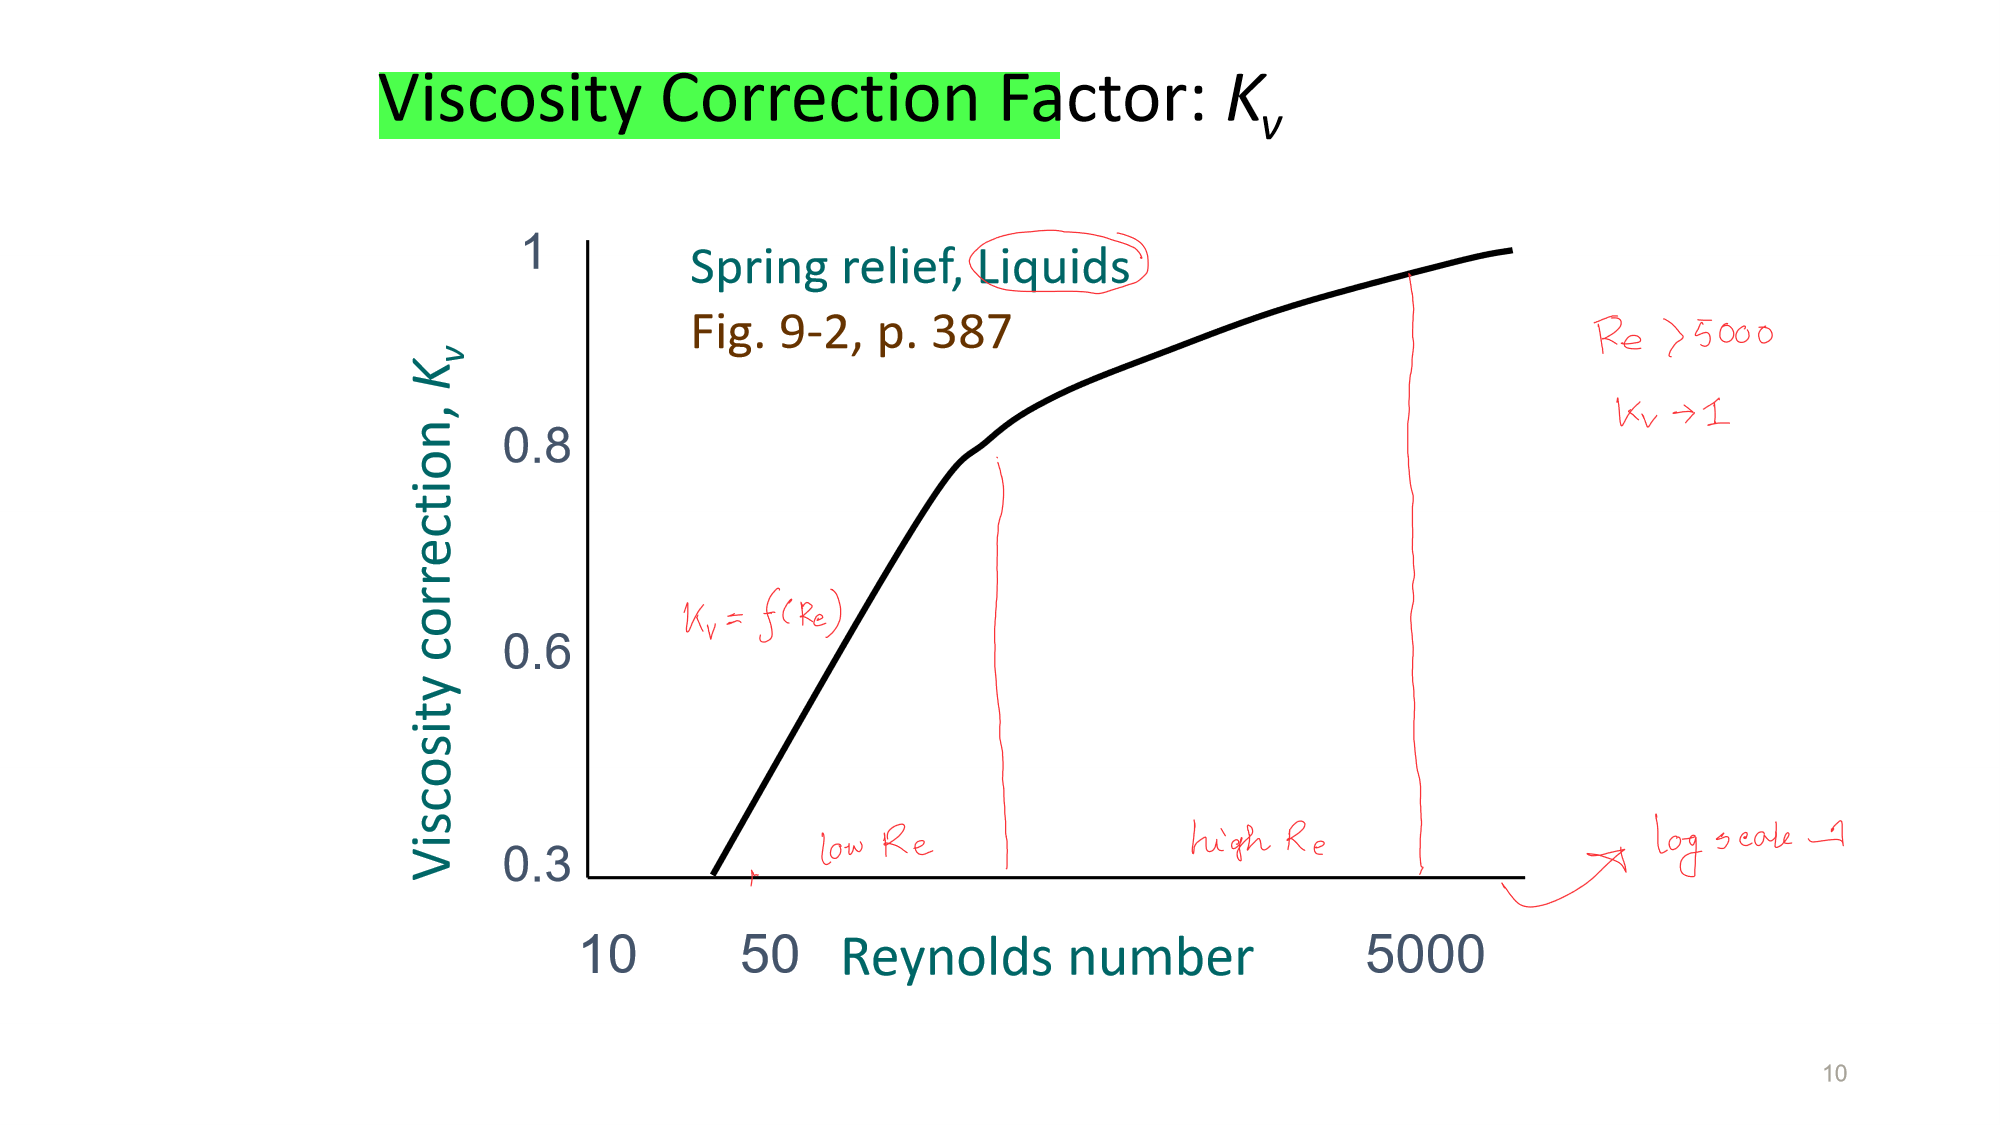 Viscosity Correction Factor: Kv
1
Spring relief, Liquids
Fig. 9-2, p. 387
Re >5000
Kv → 1
Viscosity correction, Kv
0.8
Kv = f(Re)
0.6
low Re
high Re
log scale
0.3
10
50
Reynolds number
5000
10